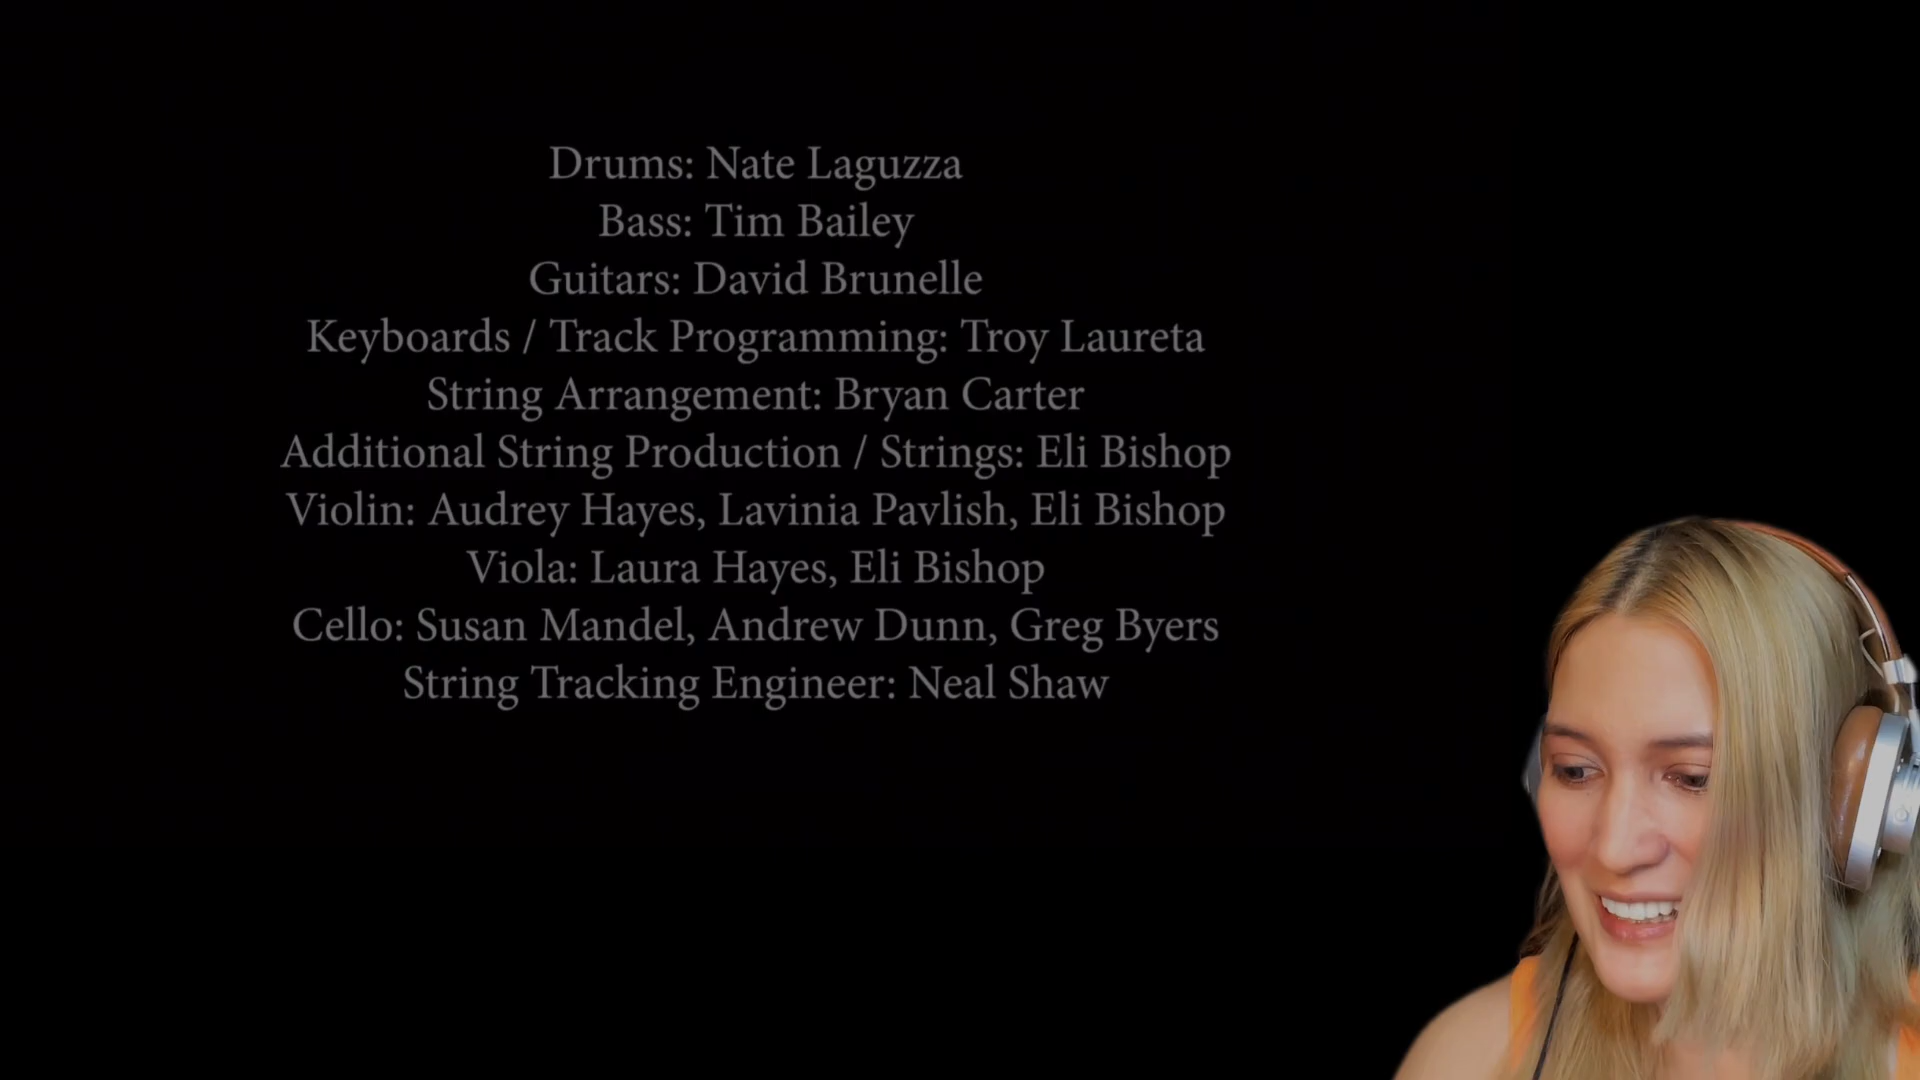 Drums: Nate Laguzza
Bass: Tim Bailey
Guitars: David Brunelle
Keyboards / Track Programming: Troy Laureta
String Arrangement: Bryan Carter
Additional String Production / Strings: Eli Bishop
Violin: Audrey Hayes, Lavinia Pavlish, Eli Bishop
Viola: Laura Hayes, Eli Bishop
Cello: Susan Mandel, Andrew Dunn, Greg Byers
String Tracking Engineer: Neal Shaw